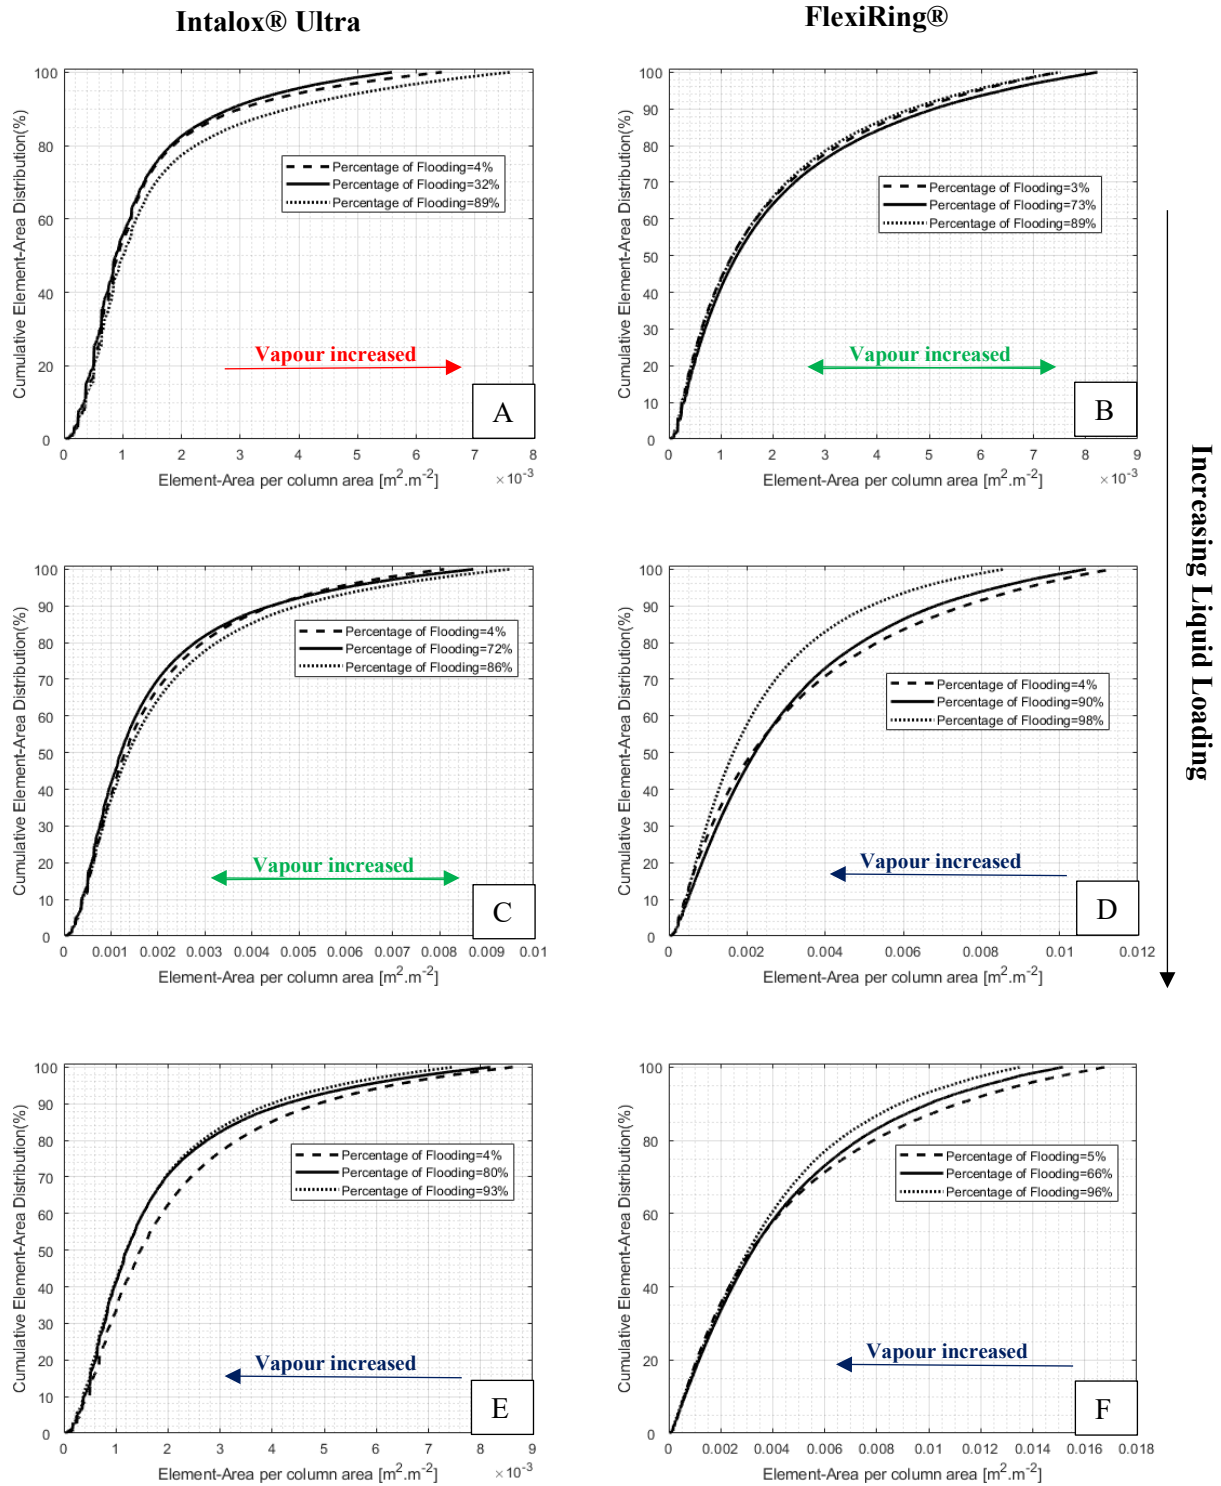 Intalox® Ultra
FlexiRing®
Cumulative Element-Area Distribution(%)
100
80
60
40
20
0
Percentage of Flooding=4%
Percentage of Flooding=32%
Percentage of Flooding=89%
Vapour increased
A
0 1 2 3 4 5 6 7 8
Element-Area per column area [m².m⁻²]
×10⁻³
Cumulative Element-Area Distribution(%)
100
90
80
70
60
50
40
30
20
10
0
Percentage of Flooding=3%
Percentage of Flooding=73%
Percentage of Flooding=89%
Vapour increased
B
0 1 2 3 4 5 6 7 8 9
Element-Area per column area [m².m⁻²]
×10⁻³
Increasing Liquid Loading
Cumulative Element-Area Distribution(%)
100
90
80
70
60
50
40
30
20
10
0
Percentage of Flooding=4%
Percentage of Flooding=72%
Percentage of Flooding=86%
Vapour increased
C
0 0.001 0.002 0.003 0.004 0.005 0.006 0.007 0.008 0.009 0.01
Element-Area per column area [m².m⁻²]
Cumulative Element-Area Distribution(%)
100
90
80
70
60
50
40
30
20
10
0
Percentage of Flooding=4%
Percentage of Flooding=90%
Percentage of Flooding=98%
Vapour increased
D
0 0.002 0.004 0.006 0.008 0.01 0.012
Element-Area per column area [m².m⁻²]
Cumulative Element-Area Distribution(%)
100
90
80
70
60
50
40
30
20
10
0
Percentage of Flooding=4%
Percentage of Flooding=80%
Percentage of Flooding=93%
Vapour increased
E
0 1 2 3 4 5 6 7 8 9
Element-Area per column area [m².m⁻²]
×10⁻³
Cumulative Element-Area Distribution(%)
100
80
60
40
20
0
Percentage of Flooding=5%
Percentage of Flooding=66%
Percentage of Flooding=96%
Vapour increased
F
0 0.002 0.004 0.006 0.008 0.01 0.012 0.014 0.016 0.018
Element-Area per column area [m².m⁻²]